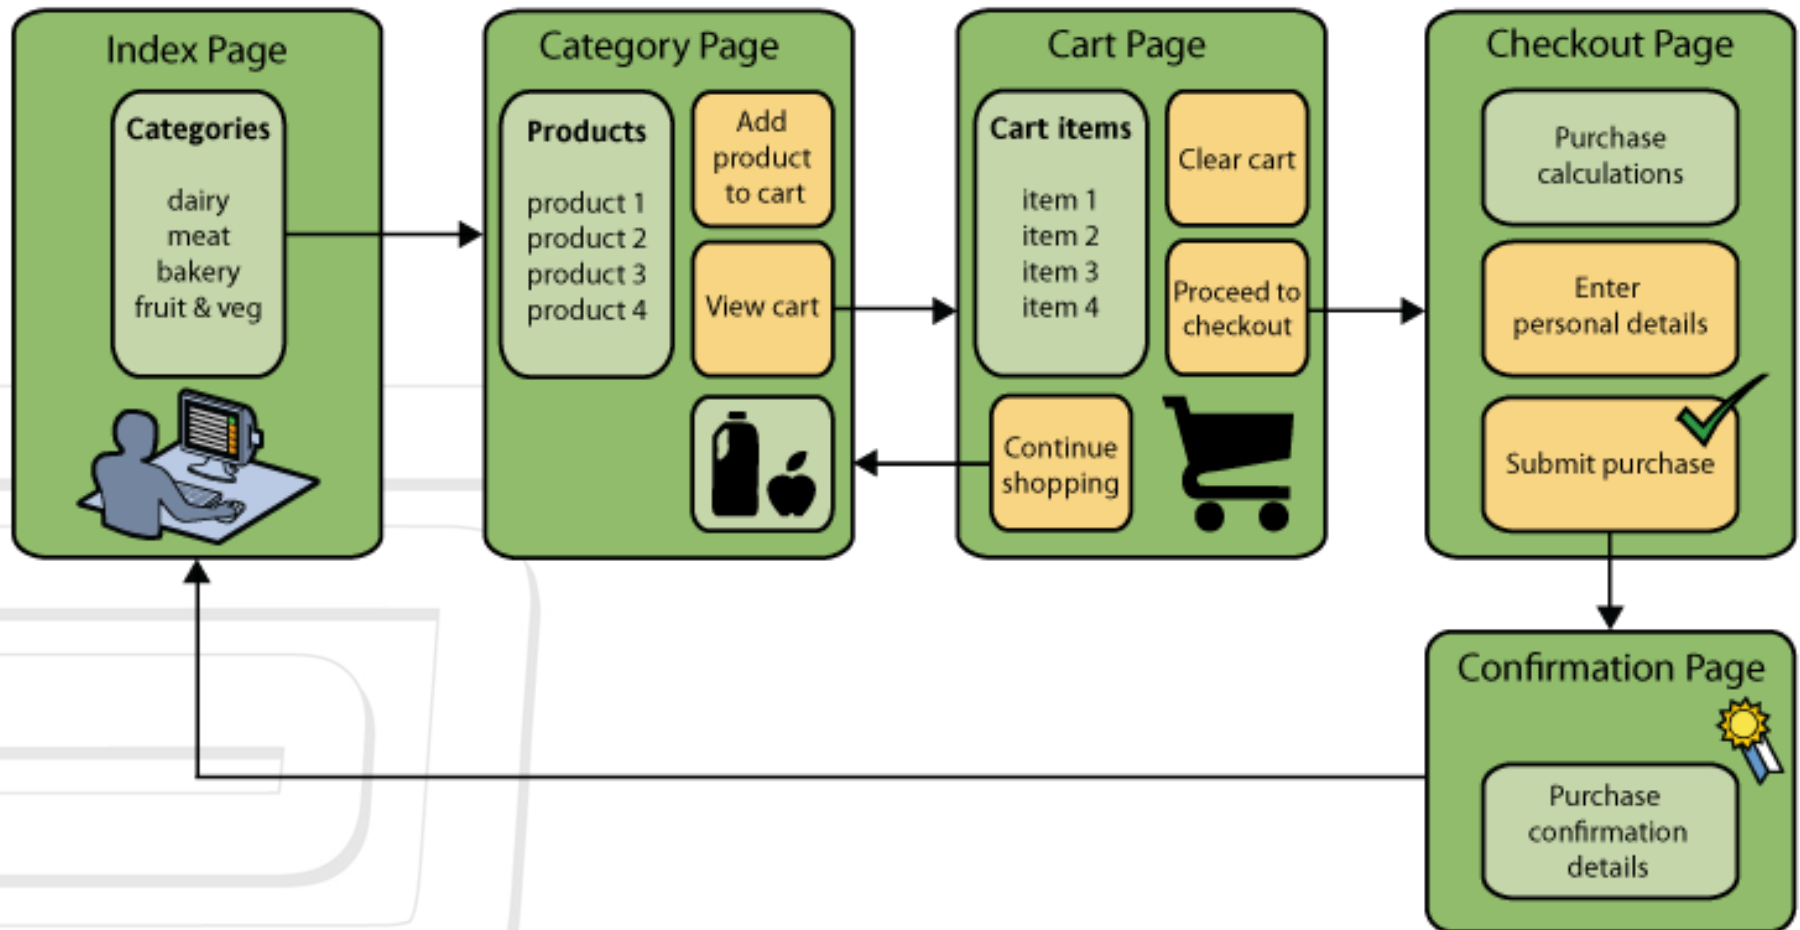 Index Page
Categories
dairy
meat
bakery
fruit & veg
Category Page
Products
product 1
product 2
product 3
product 4
Add
product
to cart
View cart
Cart Page
Cart items
item 1
item 2
item 3
item 4
Clear cart
Proceed to
checkout
Continue
shopping
Checkout Page
Purchase
calculations
Enter
personal details
Submit purchase
Confirmation Page
Purchase
confirmation
details